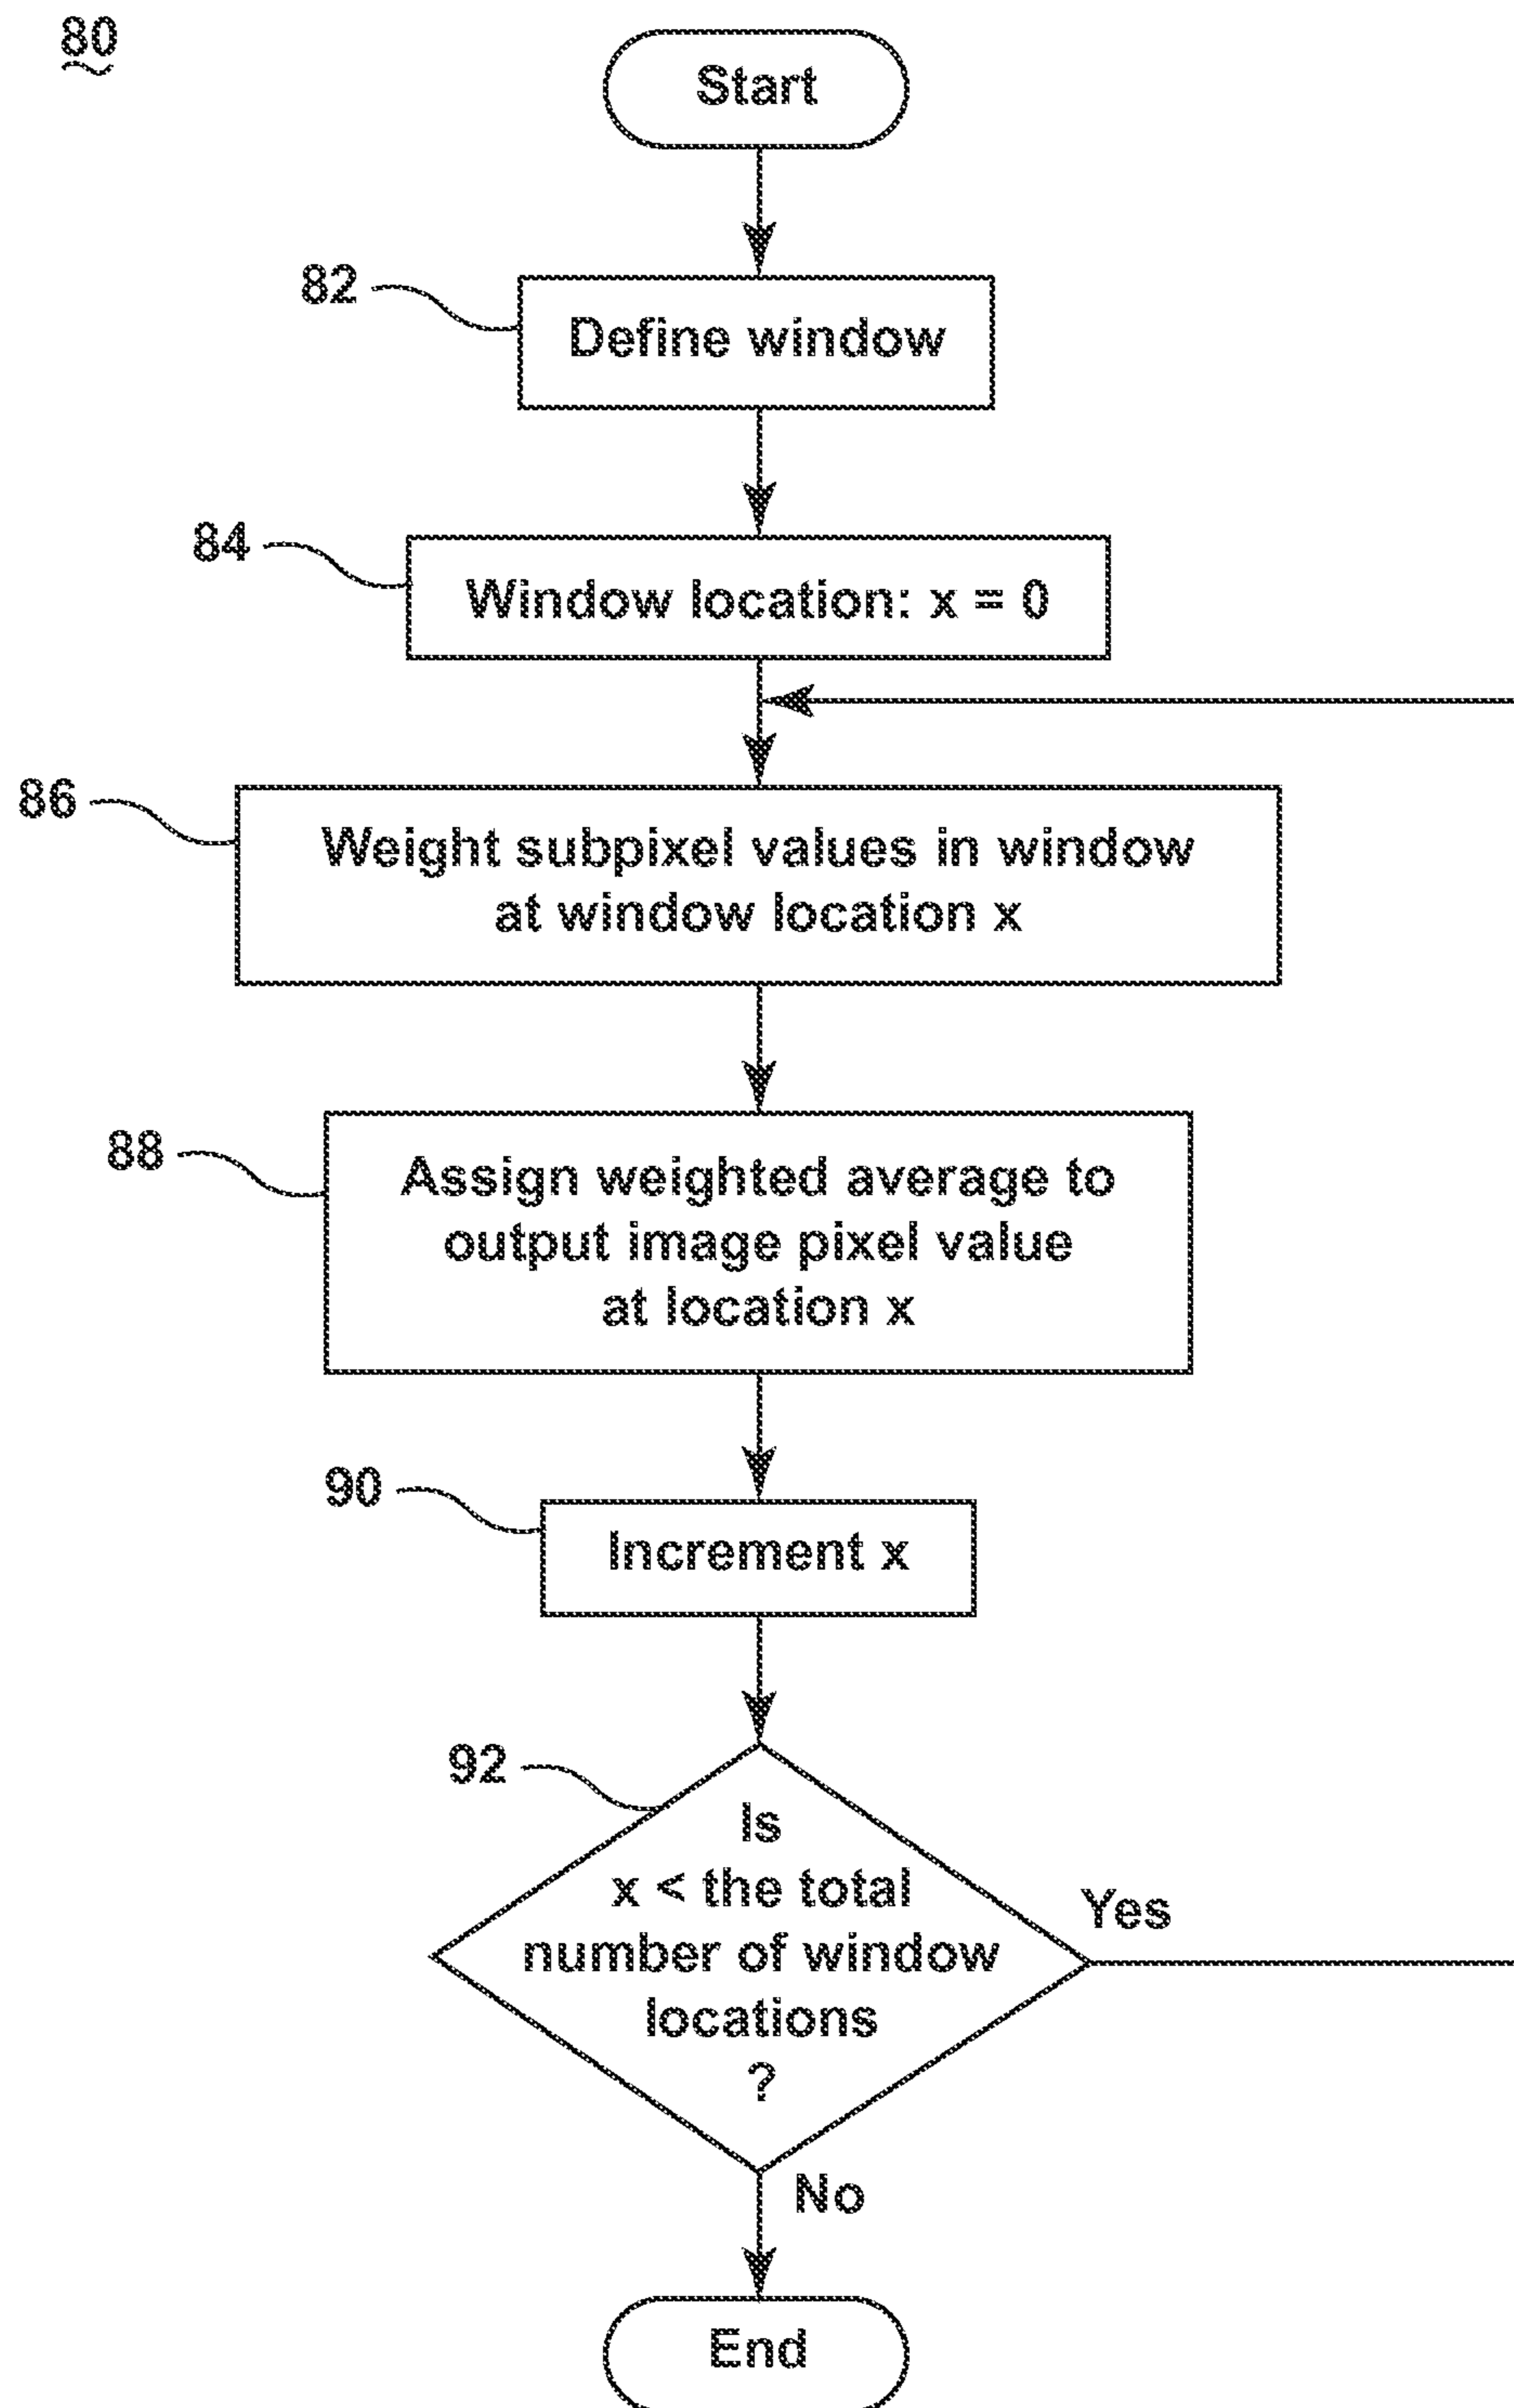 80
Start
82
Define window
84
Window location: x = 0
86
Weight subpixel values in window
at window location x
88
Assign weighted average to
output image pixel value
at location x
90
Increment x
92
Is
x < the total
number of window
locations
?
Yes
No
End